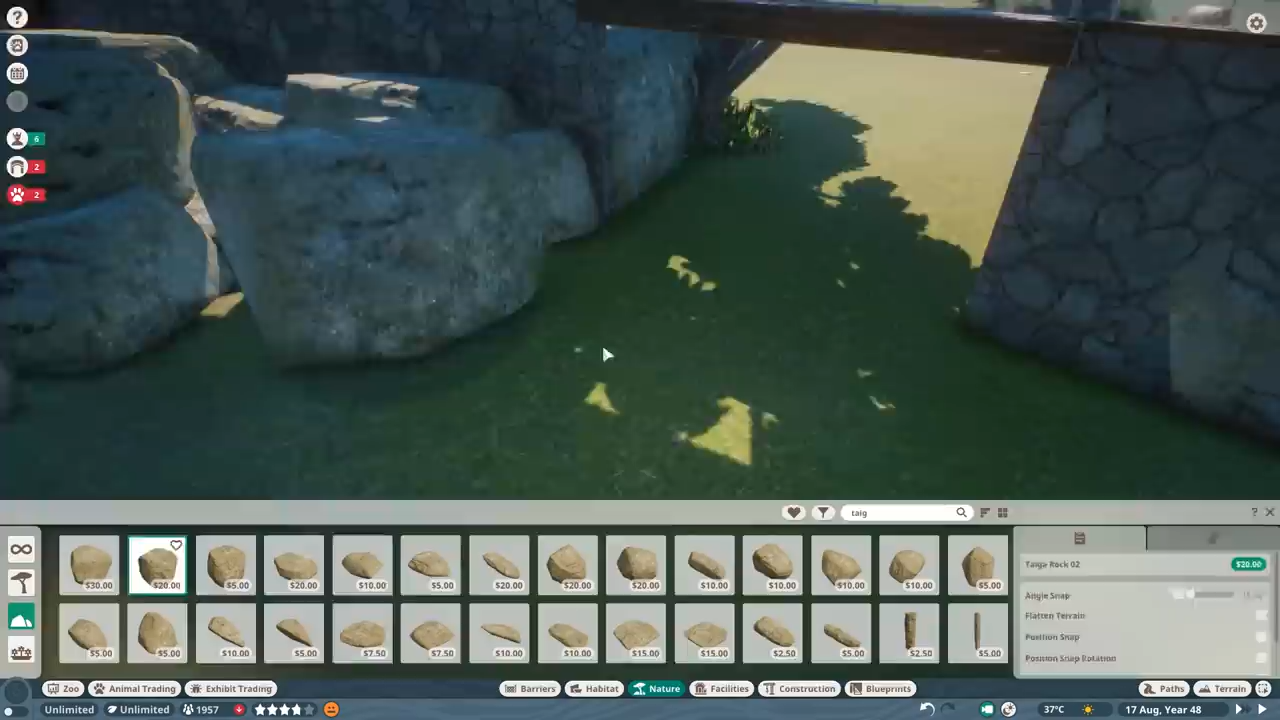 6
2
2
taig
?
$30.00
$20.00
$5.00
$20.00
$10.00
$5.00
$20.00
$20.00
$20.00
$10.00
$10.00
$10.00
$10.00
$5.00
$5.00
$5.00
$10.00
$5.00
$7.50
$7.50
$10.00
$10.00
$15.00
$15.00
$2.50
$5.00
$2.50
$5.00
Taiga Rock 02
$20.00
Angle Snap
Flatten Terrain
Position Snap
Position Snap Rotation
Zoo
Animal Trading
Exhibit Trading
Barriers
Habitat
Nature
Facilities
Construction
Blueprints
Paths
Terrain
Unlimited
Unlimited
1957
37°C
17 Aug, Year 48